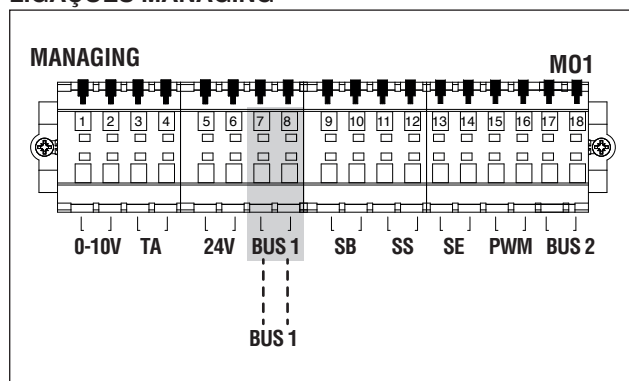 LIGAÇÕES MANAGING
MANAGING
M01
1 2 3 4 5 6 7 8 9 10 11 12 13 14 15 16 17 18
0-10V TA 24V BUS 1 SB SS SE PWM BUS 2
BUS 1